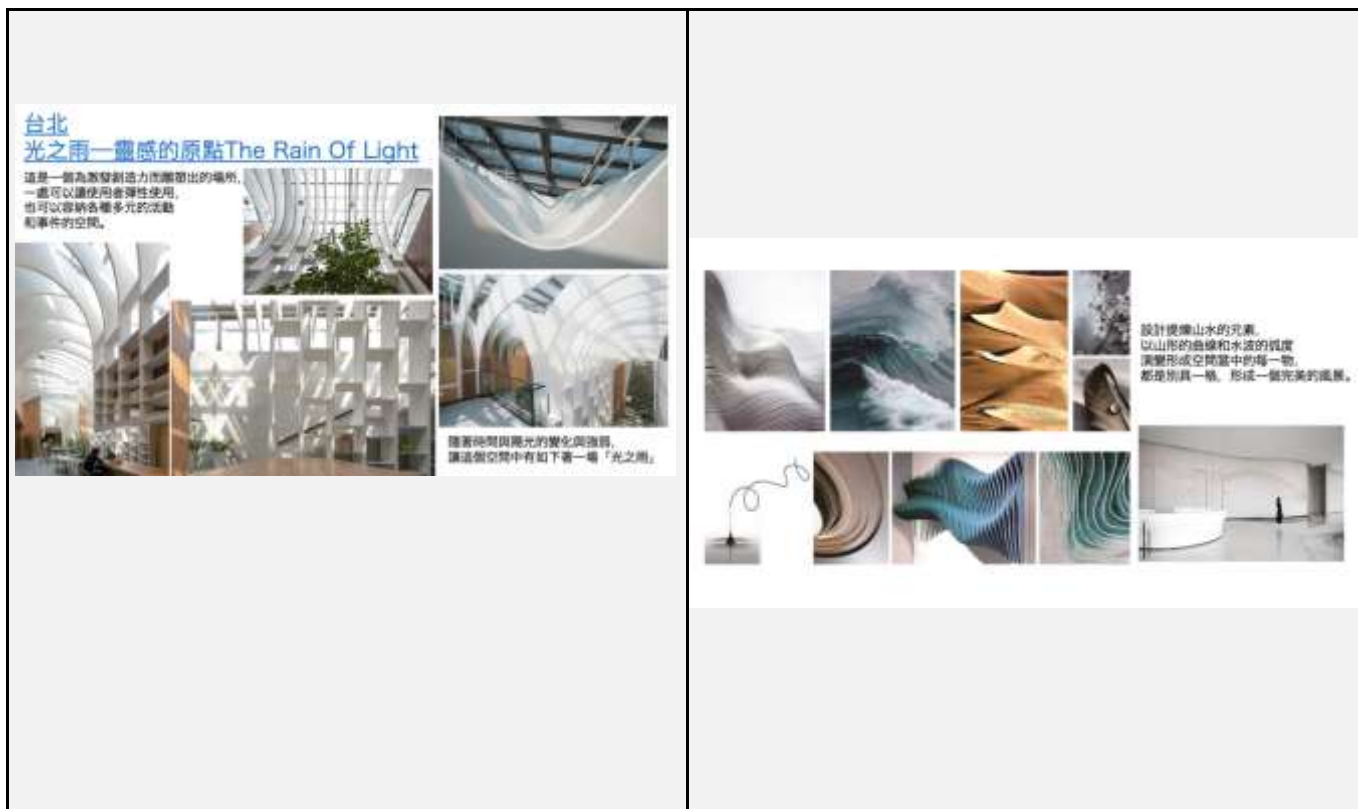 台北
光之雨—靈感的原點The Rain Of Light
這是一個為激發創造力而雕塑出的場所,
一處可以讓使用者彈性使用,
也可以容納各種多元的活動
和事件的空間。
隨著時間與陽光的變化與強弱,
讓這個空間中有如下著一場「光之雨」
設計提煉山水的元素,
以山形的曲線和水波的弧度
演變形成空間當中的每一物,
都是別具一格, 形成一個完美的風景。